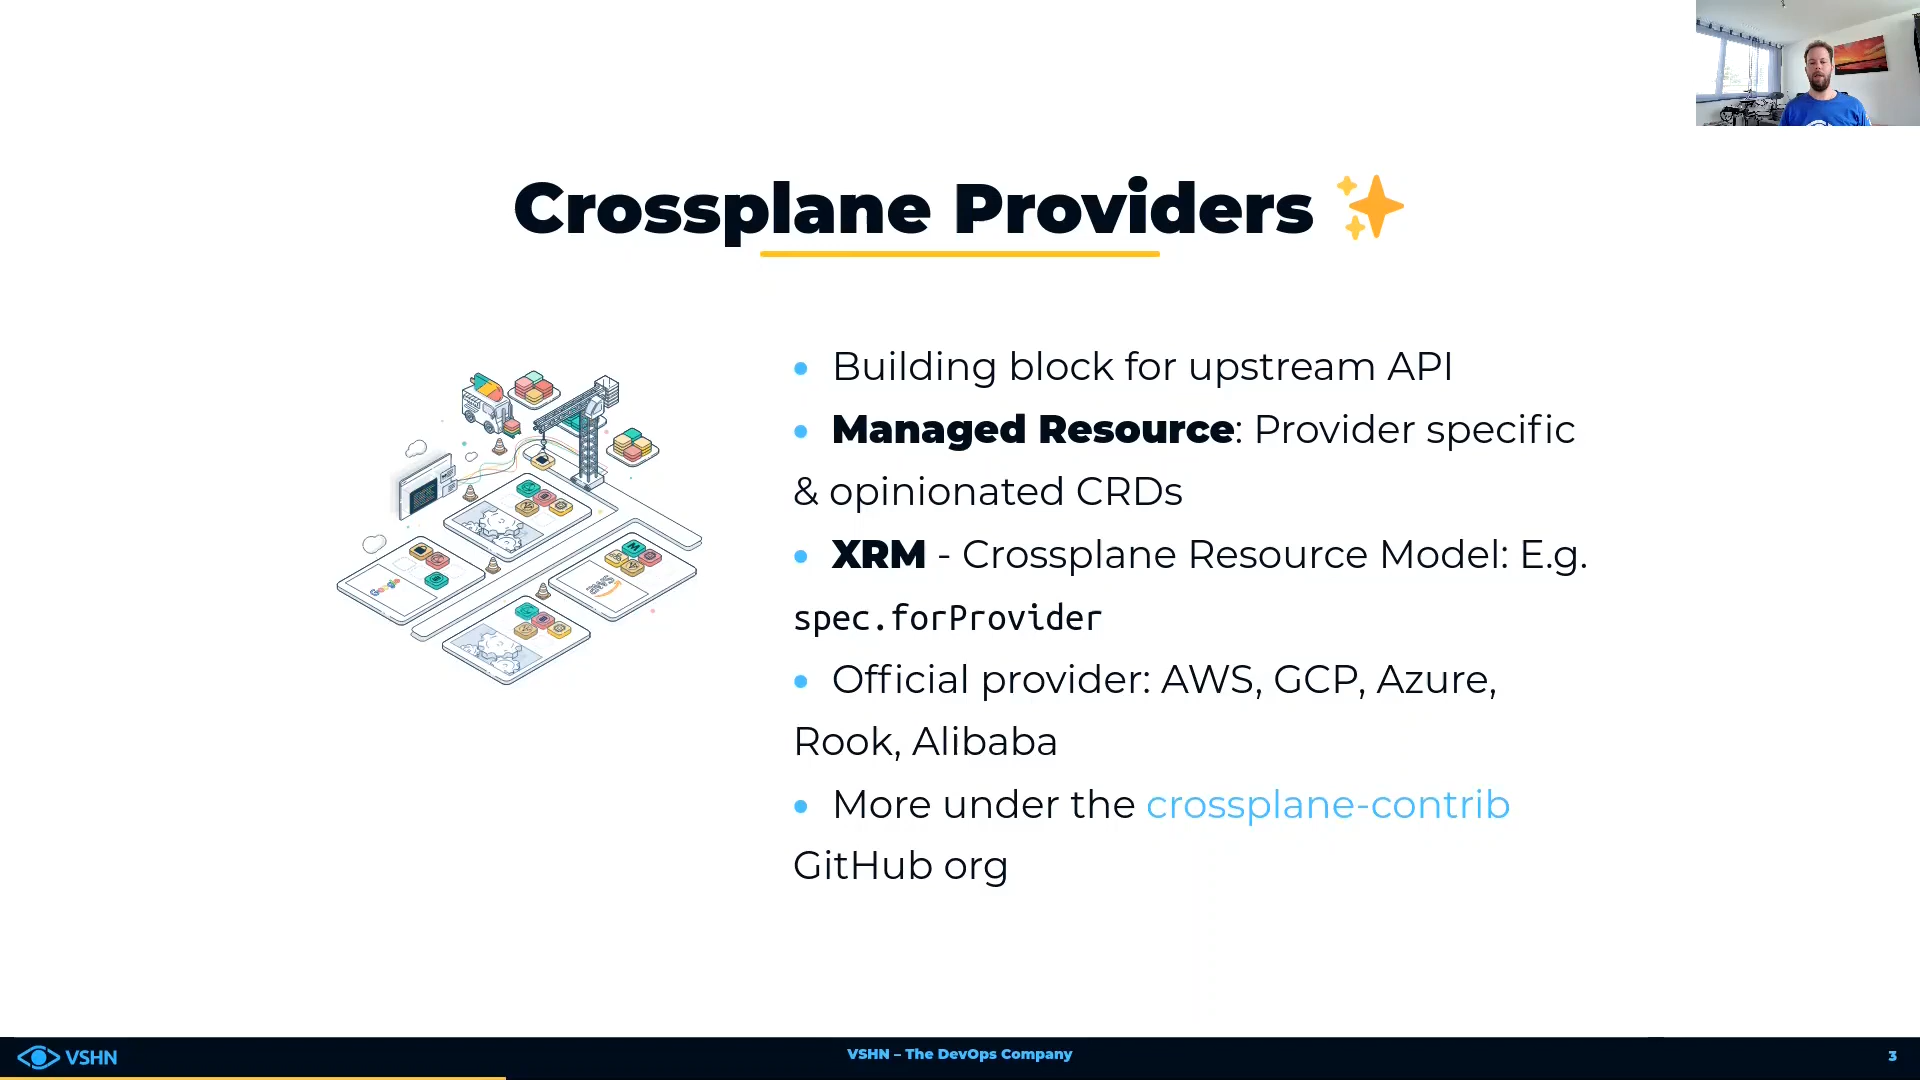 Crossplane Providers ✨
Building block for upstream API
Managed Resource: Provider specific
& opinionated CRDs
XRM - Crossplane Resource Model: E.g.
spec.forProvider
Official provider: AWS, GCP, Azure,
Rook, Alibaba
More under the crossplane-contrib
GitHub org
Google
aws
VSHN
VSHN – The DevOps Company
3